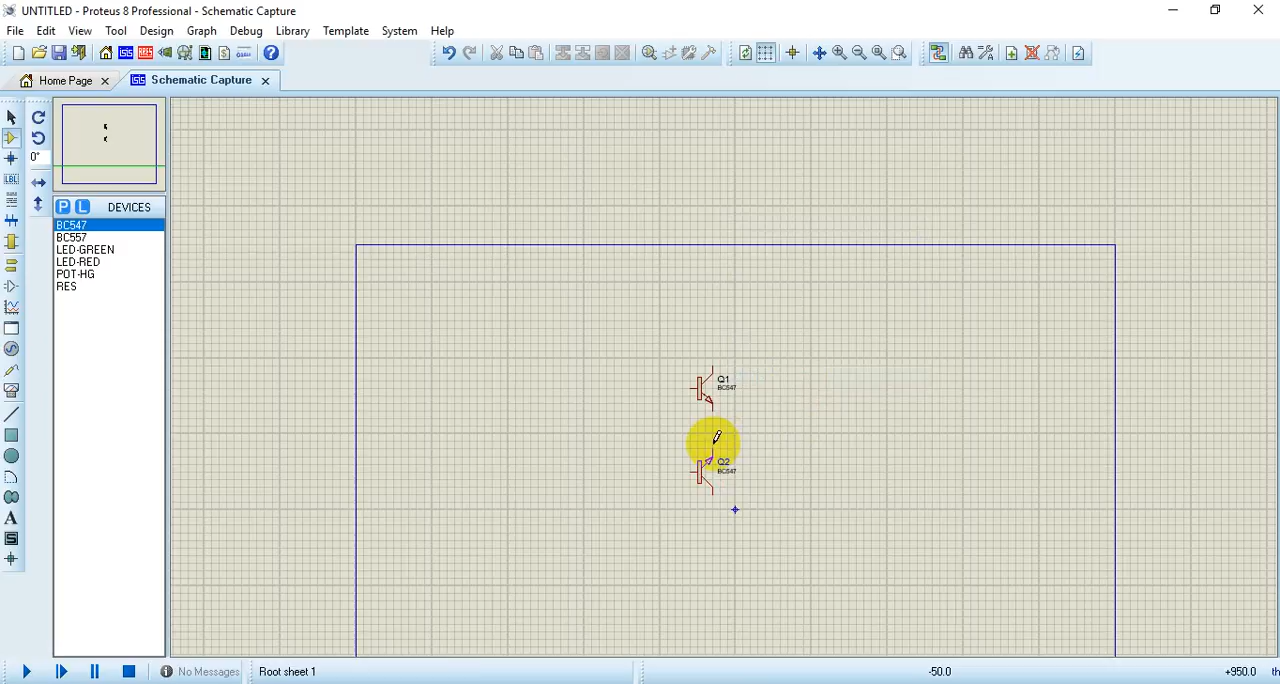 UNTITLED - Proteus 8 Professional - Schematic Capture
File Edit View Tool Design Graph Debug Library Template System Help
Home Page Schematic Capture
0°
P L DEVICES
BC547
BC557
LED-GREEN
LED-RED
POT-HG
RES
LBL
A
S
Q1
BC547
Q2
BC547
No Messages Root sheet 1 -50.0 +950.0 th